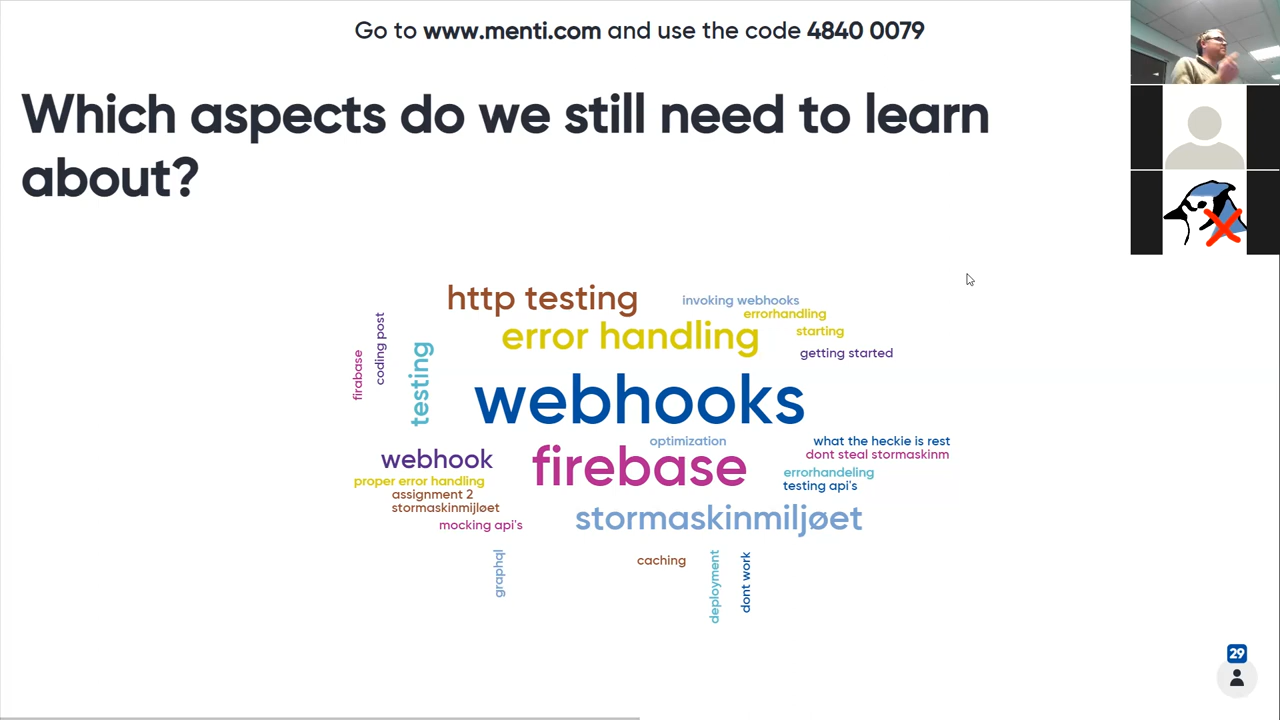 Go to www.menti.com and use the code 4840 0079
Which aspects do we still need to learn
about?
http testing
invoking webhooks
errorhandling
error handling
starting
getting started
firabase
coding post
testing
webhooks
optimization
what the heckie is rest
dont steal stormaskinm
webhook
firebase
errorhandeling
testing api's
proper error handling
assignment 2
stormaskinmijløet
stormaskinmiljøet
mocking api's
graphql
caching
deployment
dont work
29